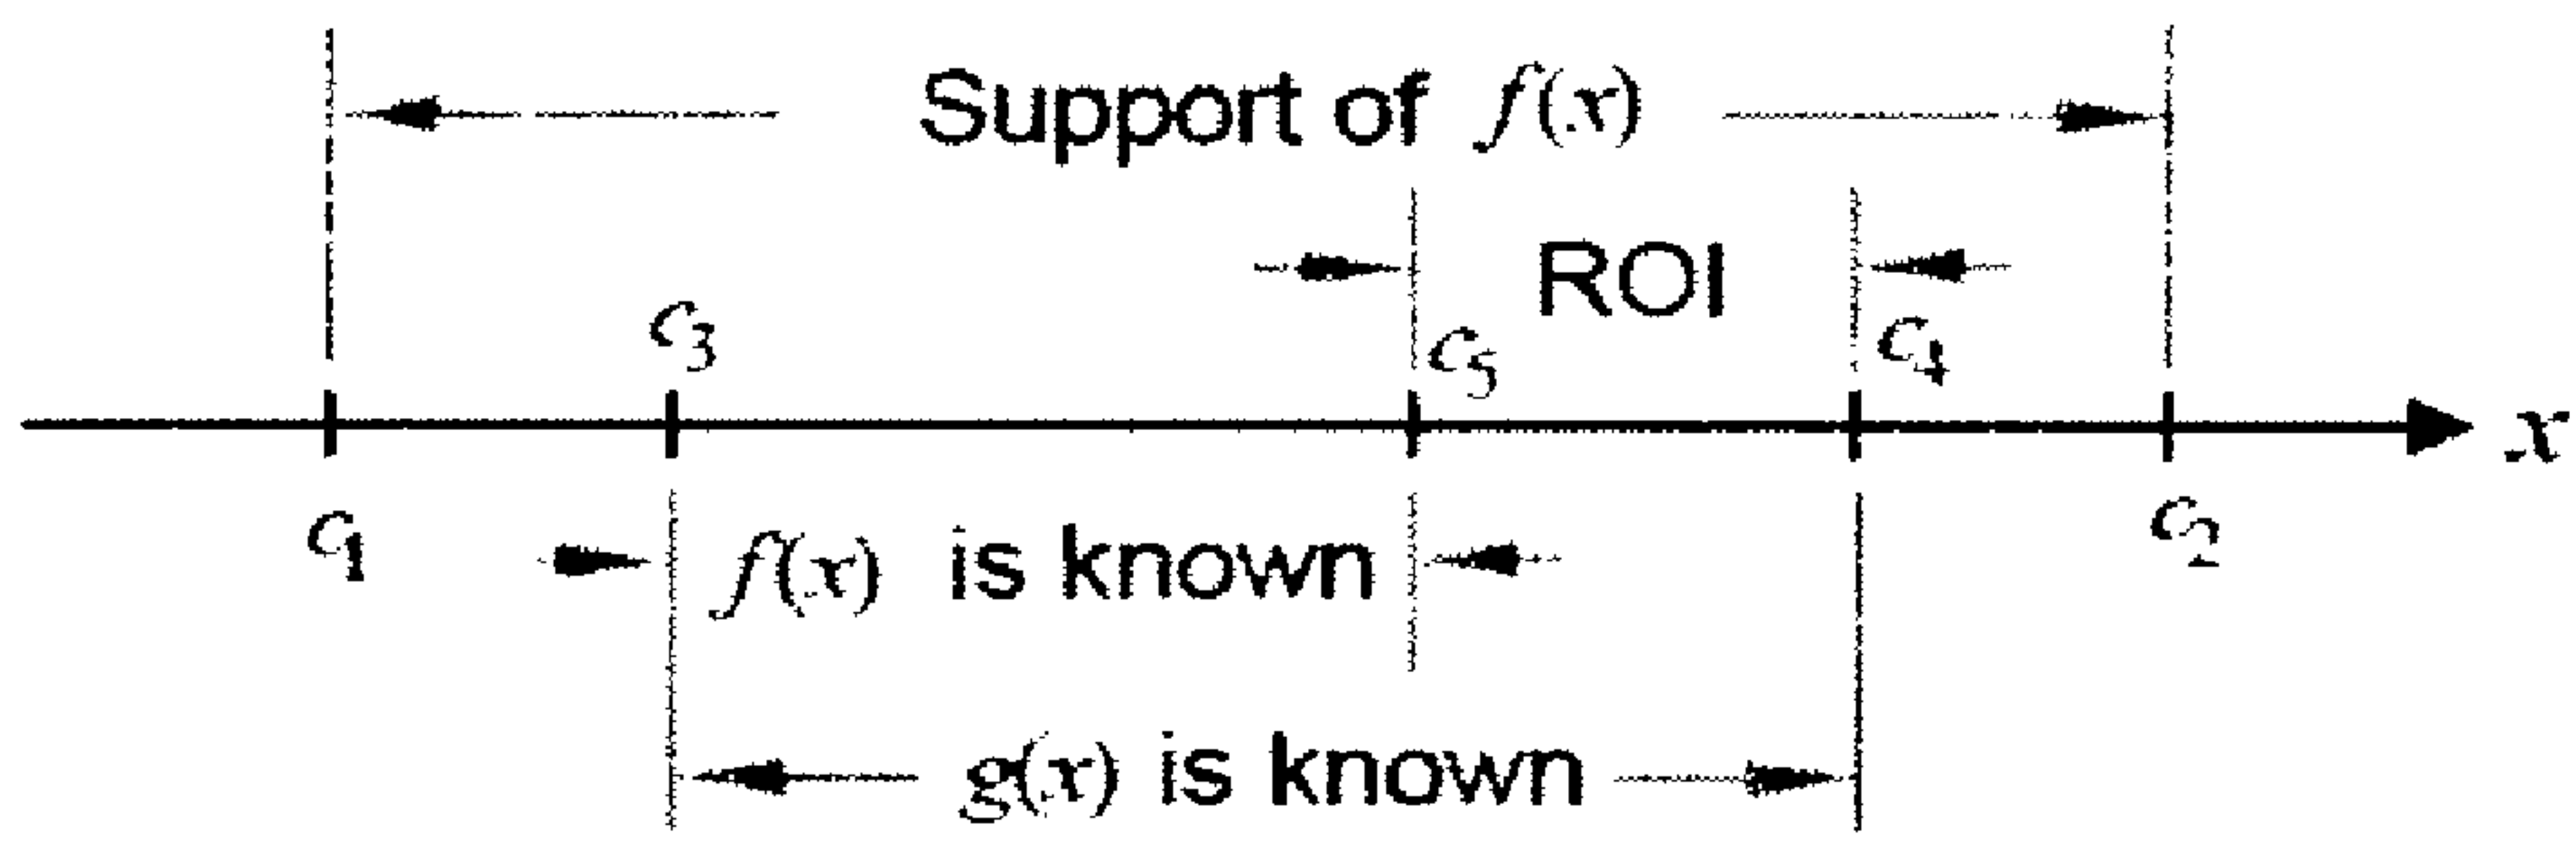 Support of f(x)
ROI
c₃
c₅
c₄
x
c₁
f(x) is known
c₂
g(x) is known